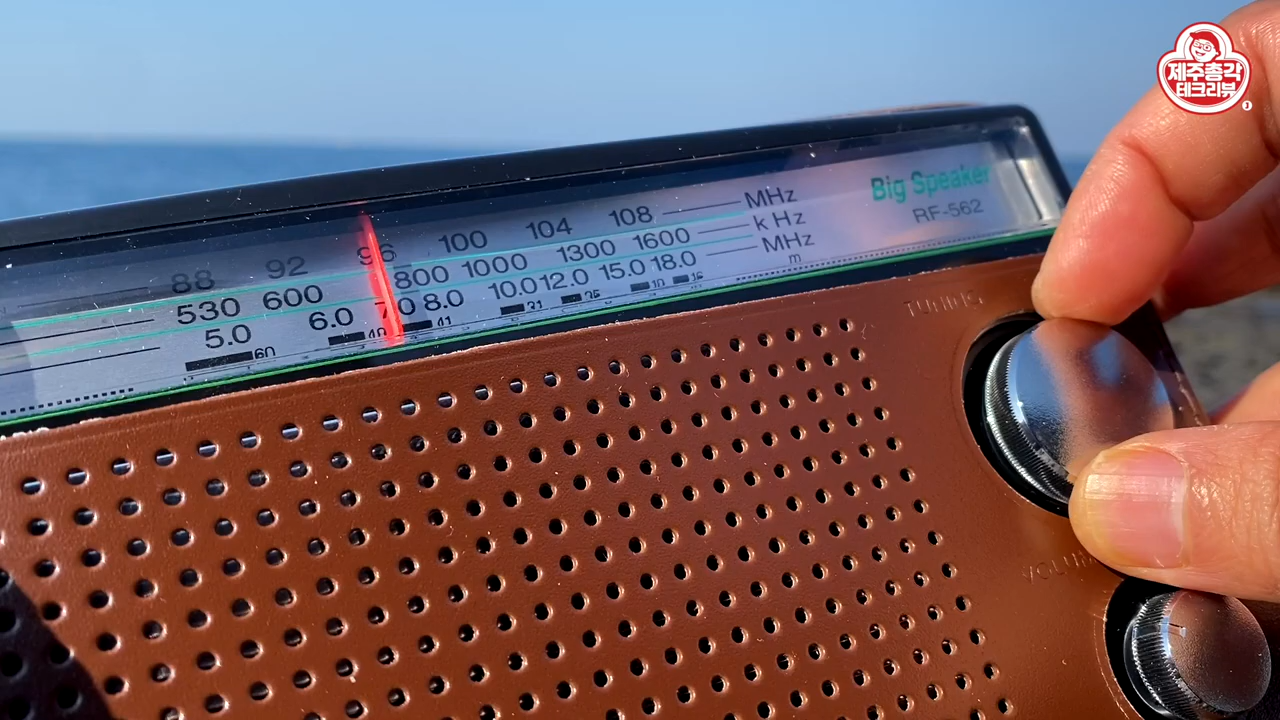 제주총각
테크리뷰
88 92 96 100 104 108 MHz
530 600 800 1000 1300 1600 kHz
5.0 6.0 7.0 8.0 10.0 12.0 15.0 18.0 MHz
60 49 41 31 25 19 16 m
Big Speaker
RF-562
TUNING
VOLUME